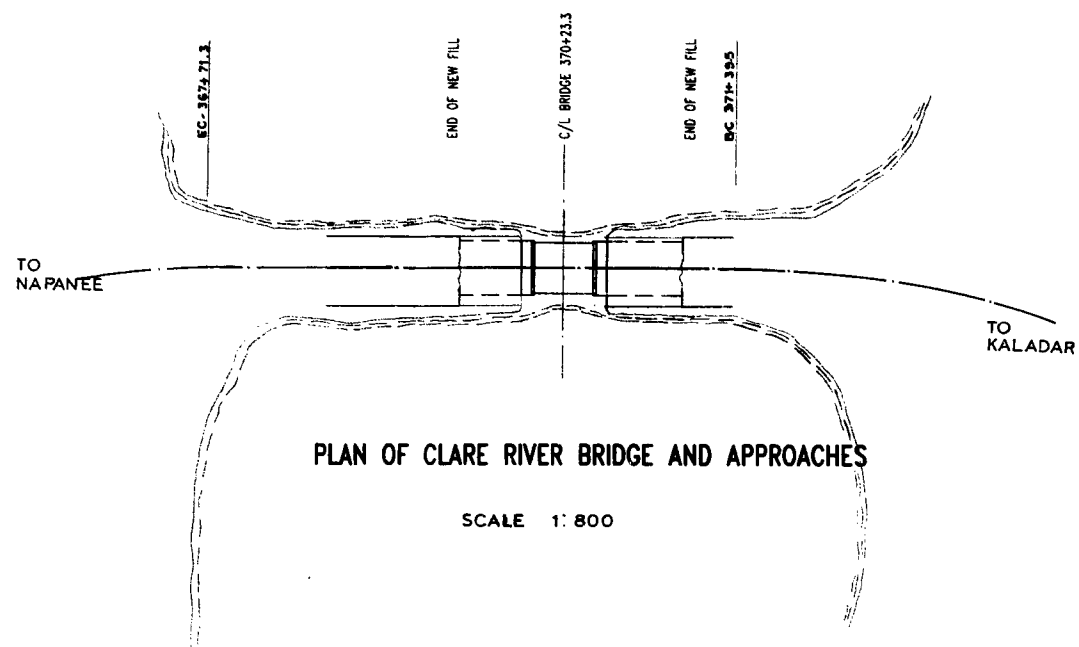 EC- 367+71.3
END OF NEW FILL
C/L BRIDGE 370+23.3
END OF NEW FILL
BC 371+39.5
TO
NAPANEE
TO
KALADAR
PLAN OF CLARE RIVER BRIDGE AND APPROACHES
SCALE 1:800